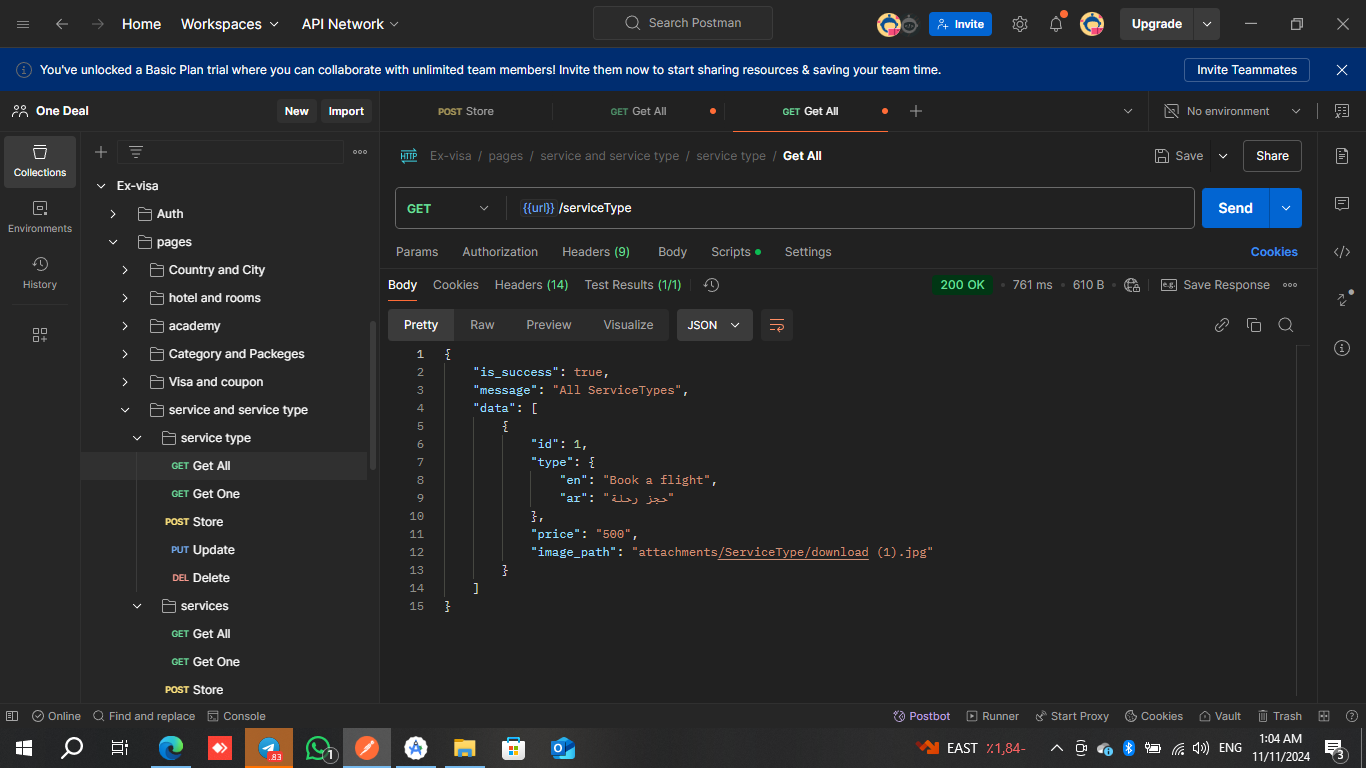 Home Workspaces API Network Search Postman Invite Upgrade
You've unlocked a Basic Plan trial where you can collaborate with unlimited team members! Invite them now to start sharing resources & saving your team time. Invite Teammates
One Deal New Import POST Store GET Get All GET Get All No environment
Collections
Environments
History
Ex-visa
Auth
pages
Country and City
hotel and rooms
academy
Category and Packeges
Visa and coupon
service and service type
service type
GET Get All
GET Get One
POST Store
PUT Update
DEL Delete
services
GET Get All
GET Get One
POST Store
HTTP Ex-visa / pages / service and service type / service type / Get All Save Share
GET {{url}} /serviceType Send
Params Authorization Headers (9) Body Scripts Settings Cookies
Body Cookies Headers (14) Test Results (1/1) 200 OK 761 ms 610 B e.g. Save Response
Pretty Raw Preview Visualize JSON
1 {
2 "is_success": true,
3 "message": "All ServiceTypes",
4 "data": [
5 {
6 "id": 1,
7 "type": {
8 "en": "Book a flight",
9 "ar": "حجز رحلة"
10 },
11 "price": "500",
12 "image_path": "attachments/ServiceType/download (1).jpg"
13 }
14 ]
15 }
Online Find and replace Console Postbot Runner Start Proxy Cookies Vault Trash
83 1 EAST ٪1,84- ENG 1:04 AM
11/11/2024 3